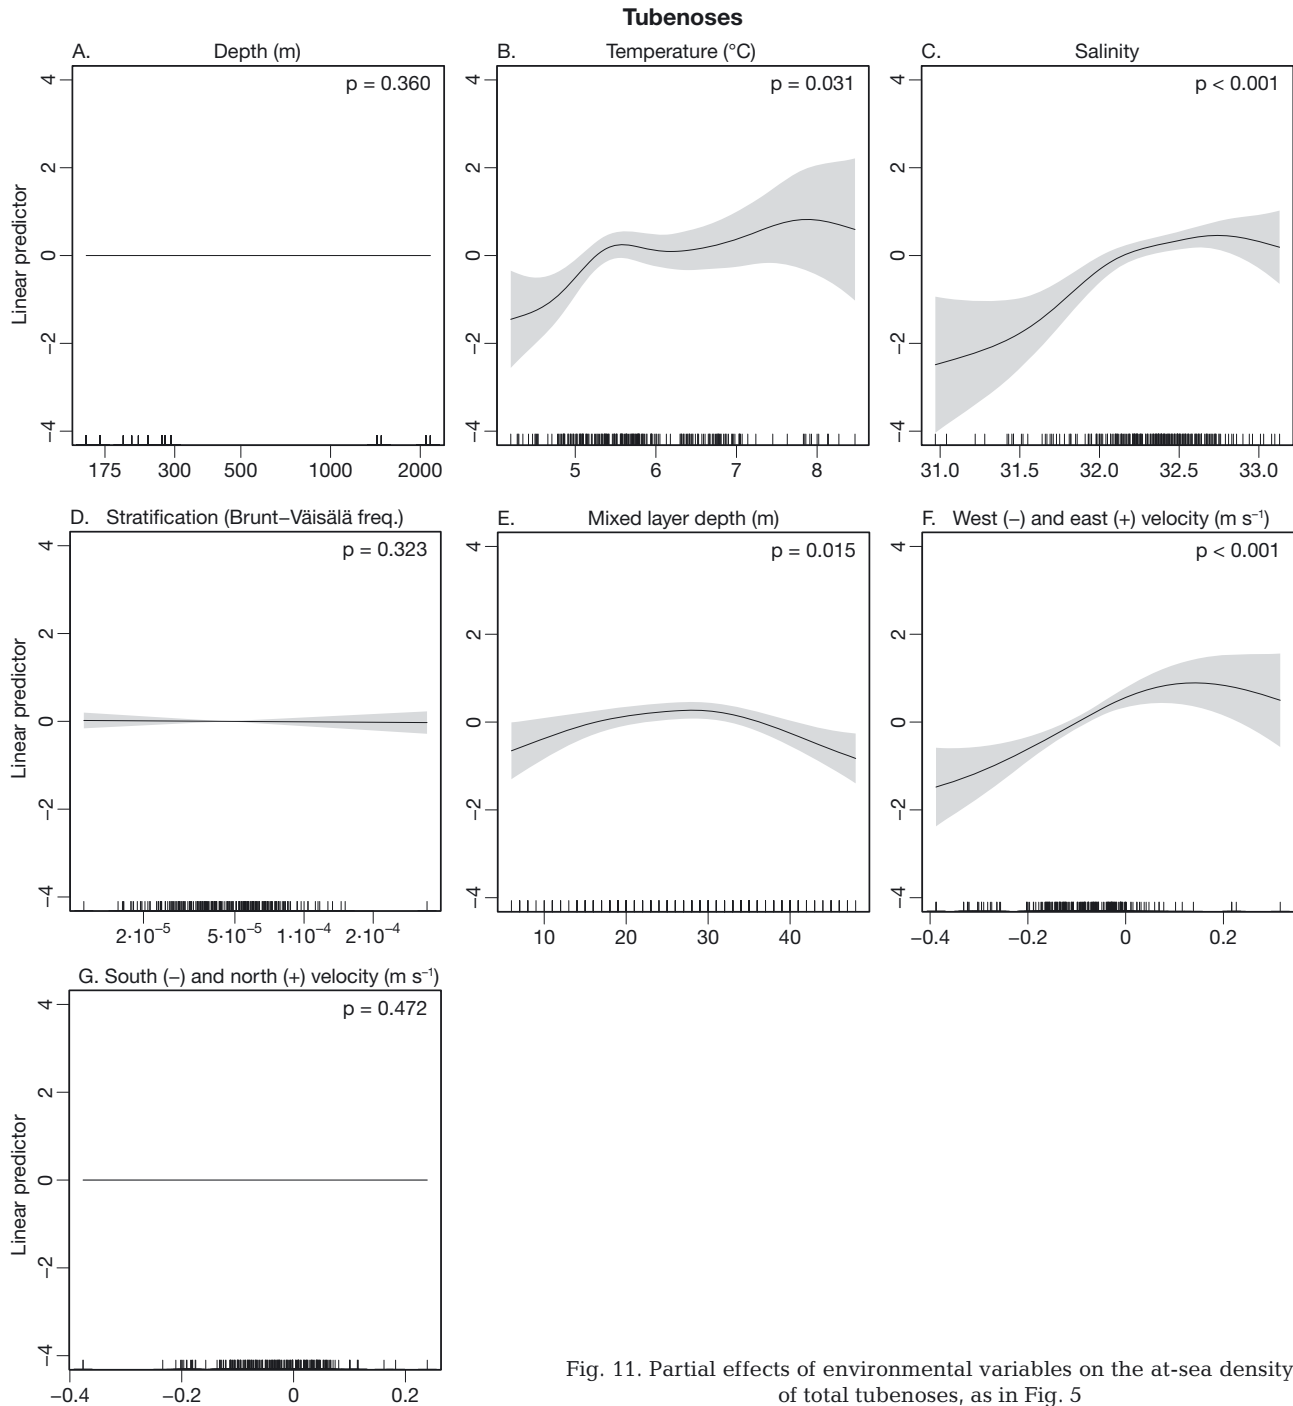 Tubenoses
A. Depth (m)
p = 0.360
Linear predictor
4
2
0
−2
−4
175 300 500 1000 2000
B. Temperature (°C)
p = 0.031
4
2
0
−2
−4
5 6 7 8
C. Salinity
p < 0.001
4
2
0
−2
−4
31.0 31.5 32.0 32.5 33.0
D. Stratification (Brunt–Väisälä freq.)
p = 0.323
Linear predictor
4
2
0
−2
−4
2·10⁻⁵ 5·10⁻⁵ 1·10⁻⁴ 2·10⁻⁴
E. Mixed layer depth (m)
p = 0.015
4
2
0
−2
−4
10 20 30 40
F. West (–) and east (+) velocity (m s⁻¹)
p < 0.001
4
2
0
−2
−4
−0.4 −0.2 0 0.2
G. South (–) and north (+) velocity (m s⁻¹)
p = 0.472
Linear predictor
4
2
0
−2
−4
−0.4 −0.2 0 0.2
Fig. 11. Partial effects of environmental variables on the at-sea density
of total tubenoses, as in Fig. 5